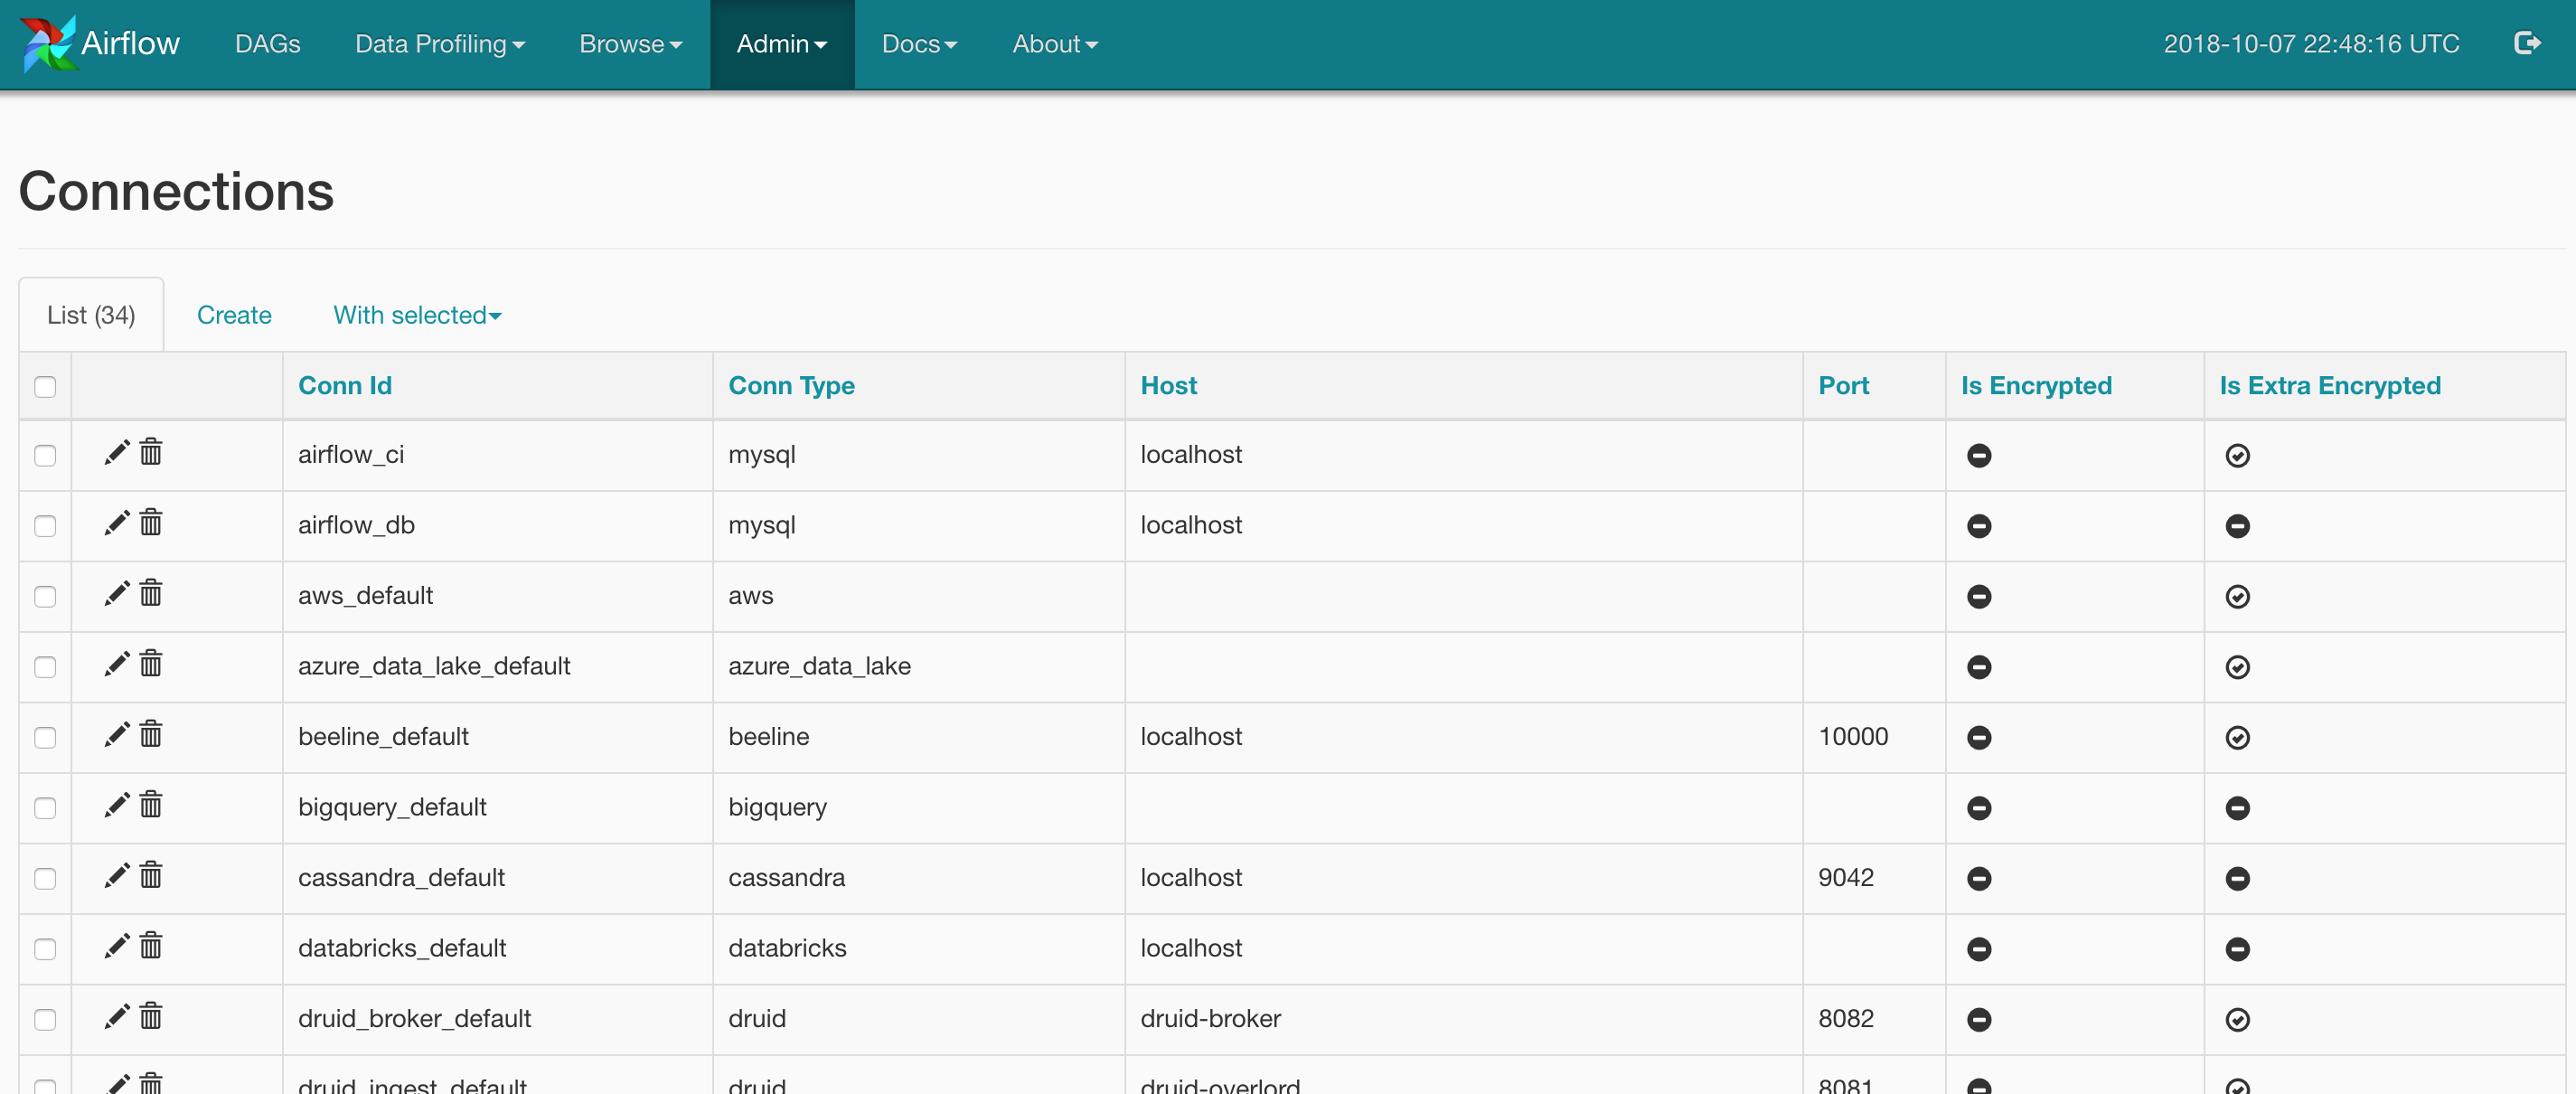 Airflow DAGs Data Profiling Browse Admin Docs About 2018-10-07 22:48:16 UTC
Connections
List (34) Create With selected
Conn Id Conn Type Host Port Is Encrypted Is Extra Encrypted
airflow_ci mysql localhost
airflow_db mysql localhost
aws_default aws
azure_data_lake_default azure_data_lake
beeline_default beeline localhost 10000
bigquery_default bigquery
cassandra_default cassandra localhost 9042
databricks_default databricks localhost
druid_broker_default druid druid-broker 8082
druid_ingest_default druid druid-overlord 8081